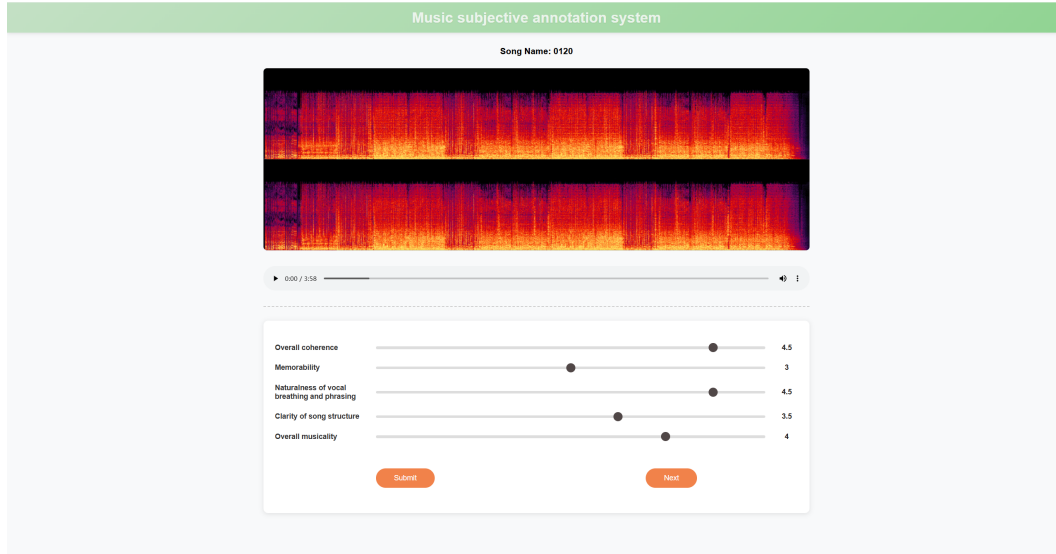 Music subjective annotation system
Song Name: 0120
0:00 / 3:58
Overall coherence 4.5
Memorability 3
Naturalness of vocal
breathing and phrasing 4.5
Clarity of song structure 3.5
Overall musicality 4
Submit Next